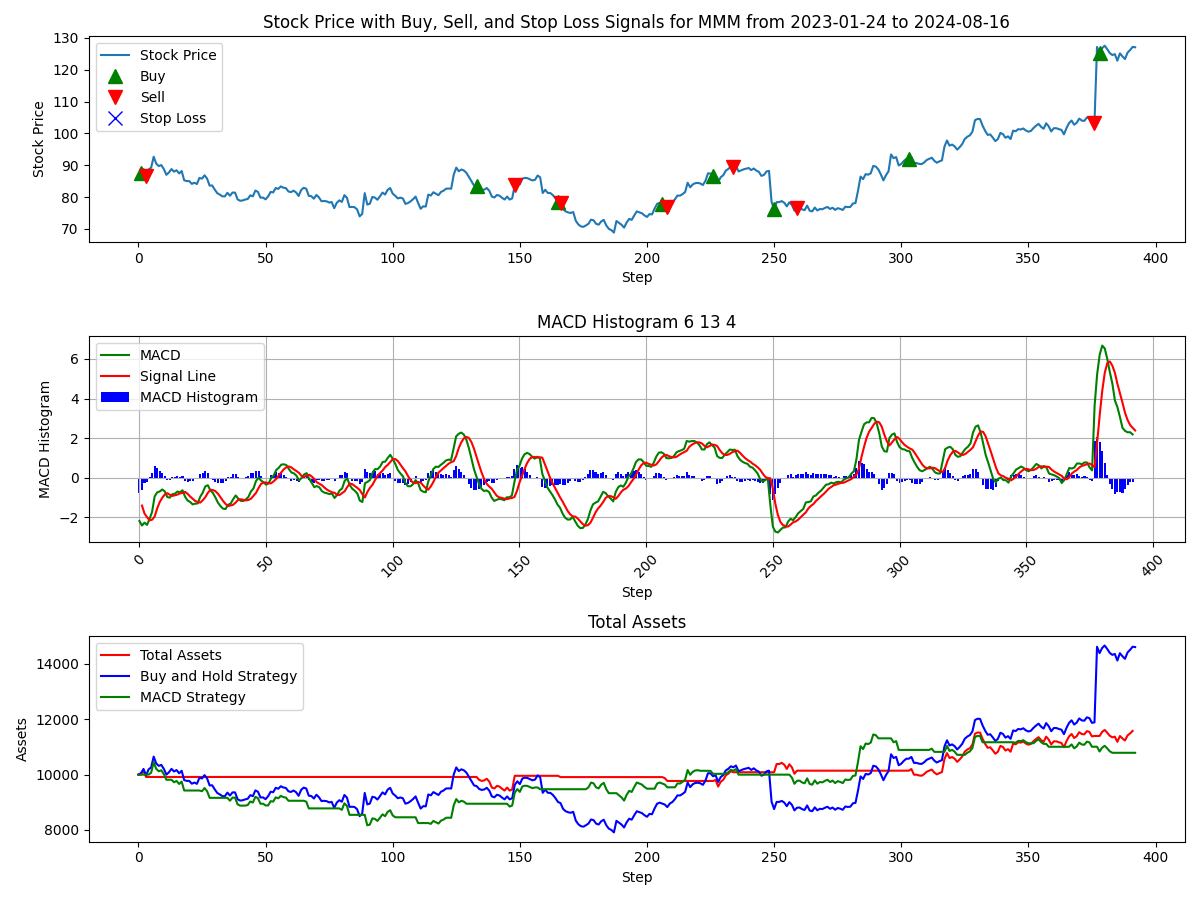 Stock Price with Buy, Sell, and Stop Loss Signals for MMM from 2023-01-24 to 2024-08-16
130
120
110
100
90
80
70
Stock Price
Stock Price
Buy
Sell
Stop Loss
0 50 100 150 200 250 300 350 400
Step
MACD Histogram 6 13 4
6
4
2
0
−2
MACD Histogram
MACD
Signal Line
MACD Histogram
0 50 100 150 200 250 300 350 400
Step
Total Assets
14000
12000
10000
8000
Assets
Total Assets
Buy and Hold Strategy
MACD Strategy
0 50 100 150 200 250 300 350 400
Step